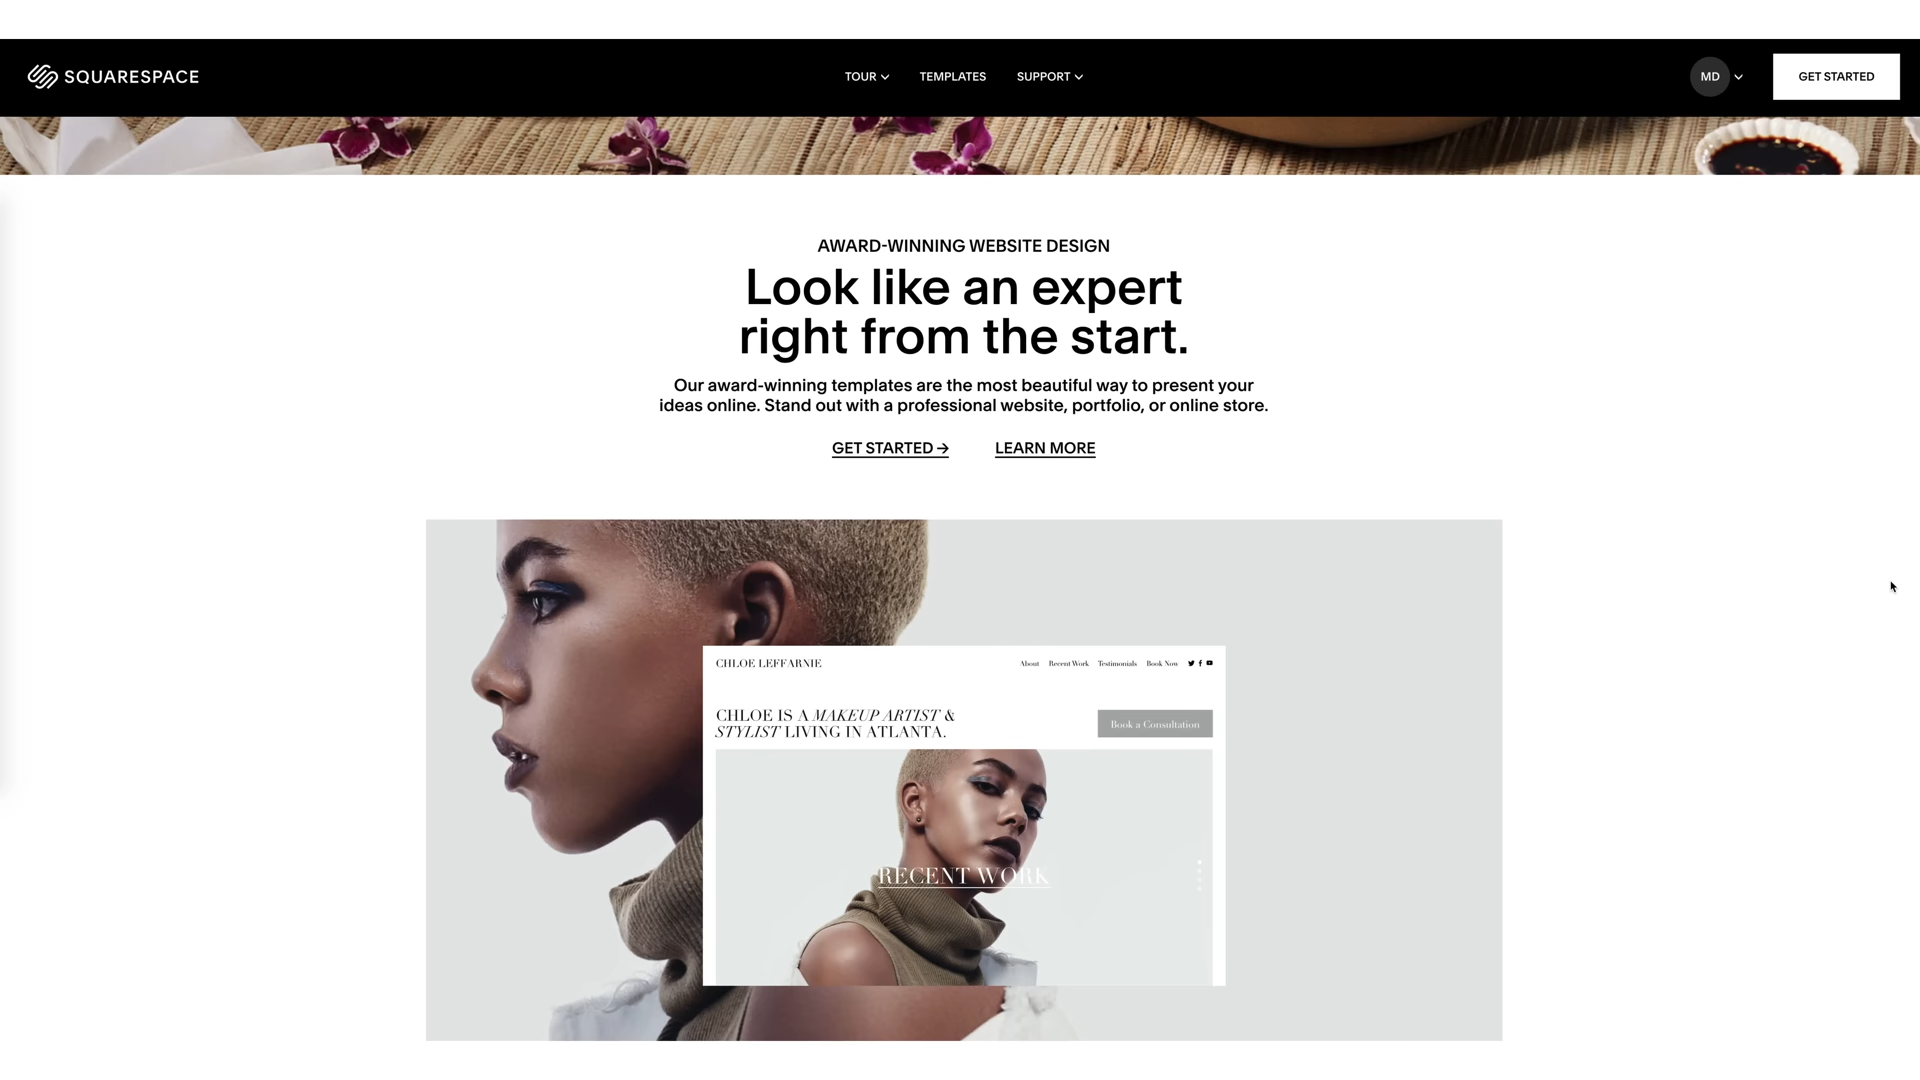 SQUARESPACE
TOUR
TEMPLATES
SUPPORT
MD
GET STARTED
AWARD-WINNING WEBSITE DESIGN
Look like an expert
right from the start.
Our award-winning templates are the most beautiful way to present your
ideas online. Stand out with a professional website, portfolio, or online store.
GET STARTED →
LEARN MORE
CHLOE LEFFARNIE
About
Recent Work
Testimonials
Book Now
CHLOE IS A MAKEUP ARTIST &
STYLIST LIVING IN ATLANTA.
Book a Consultation
RECENT WORK